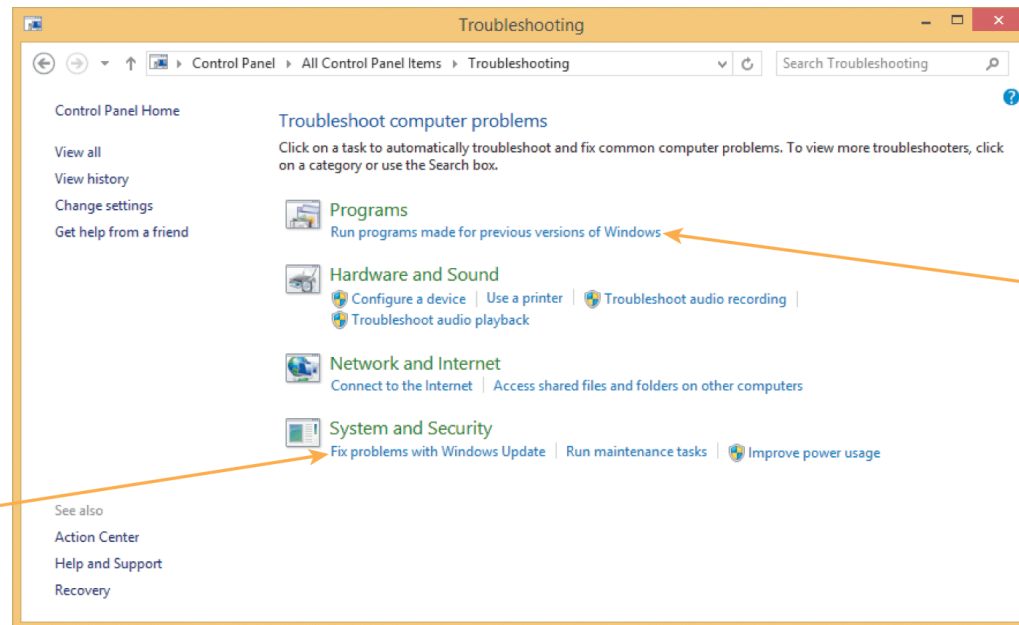 Troubleshooting
Control Panel All Control Panel Items Troubleshooting
Search Troubleshooting
?
Control Panel Home
View all
View history
Change settings
Get help from a friend
Troubleshoot computer problems
Click on a task to automatically troubleshoot and fix common computer problems. To view more troubleshooters, click
on a category or use the Search box.
Programs
Run programs made for previous versions of Windows
Hardware and Sound
Configure a device Use a printer Troubleshoot audio recording
Troubleshoot audio playback
Network and Internet
Connect to the Internet Access shared files and folders on other computers
System and Security
Fix problems with Windows Update Run maintenance tasks Improve power usage
See also
Action Center
Help and Support
Recovery